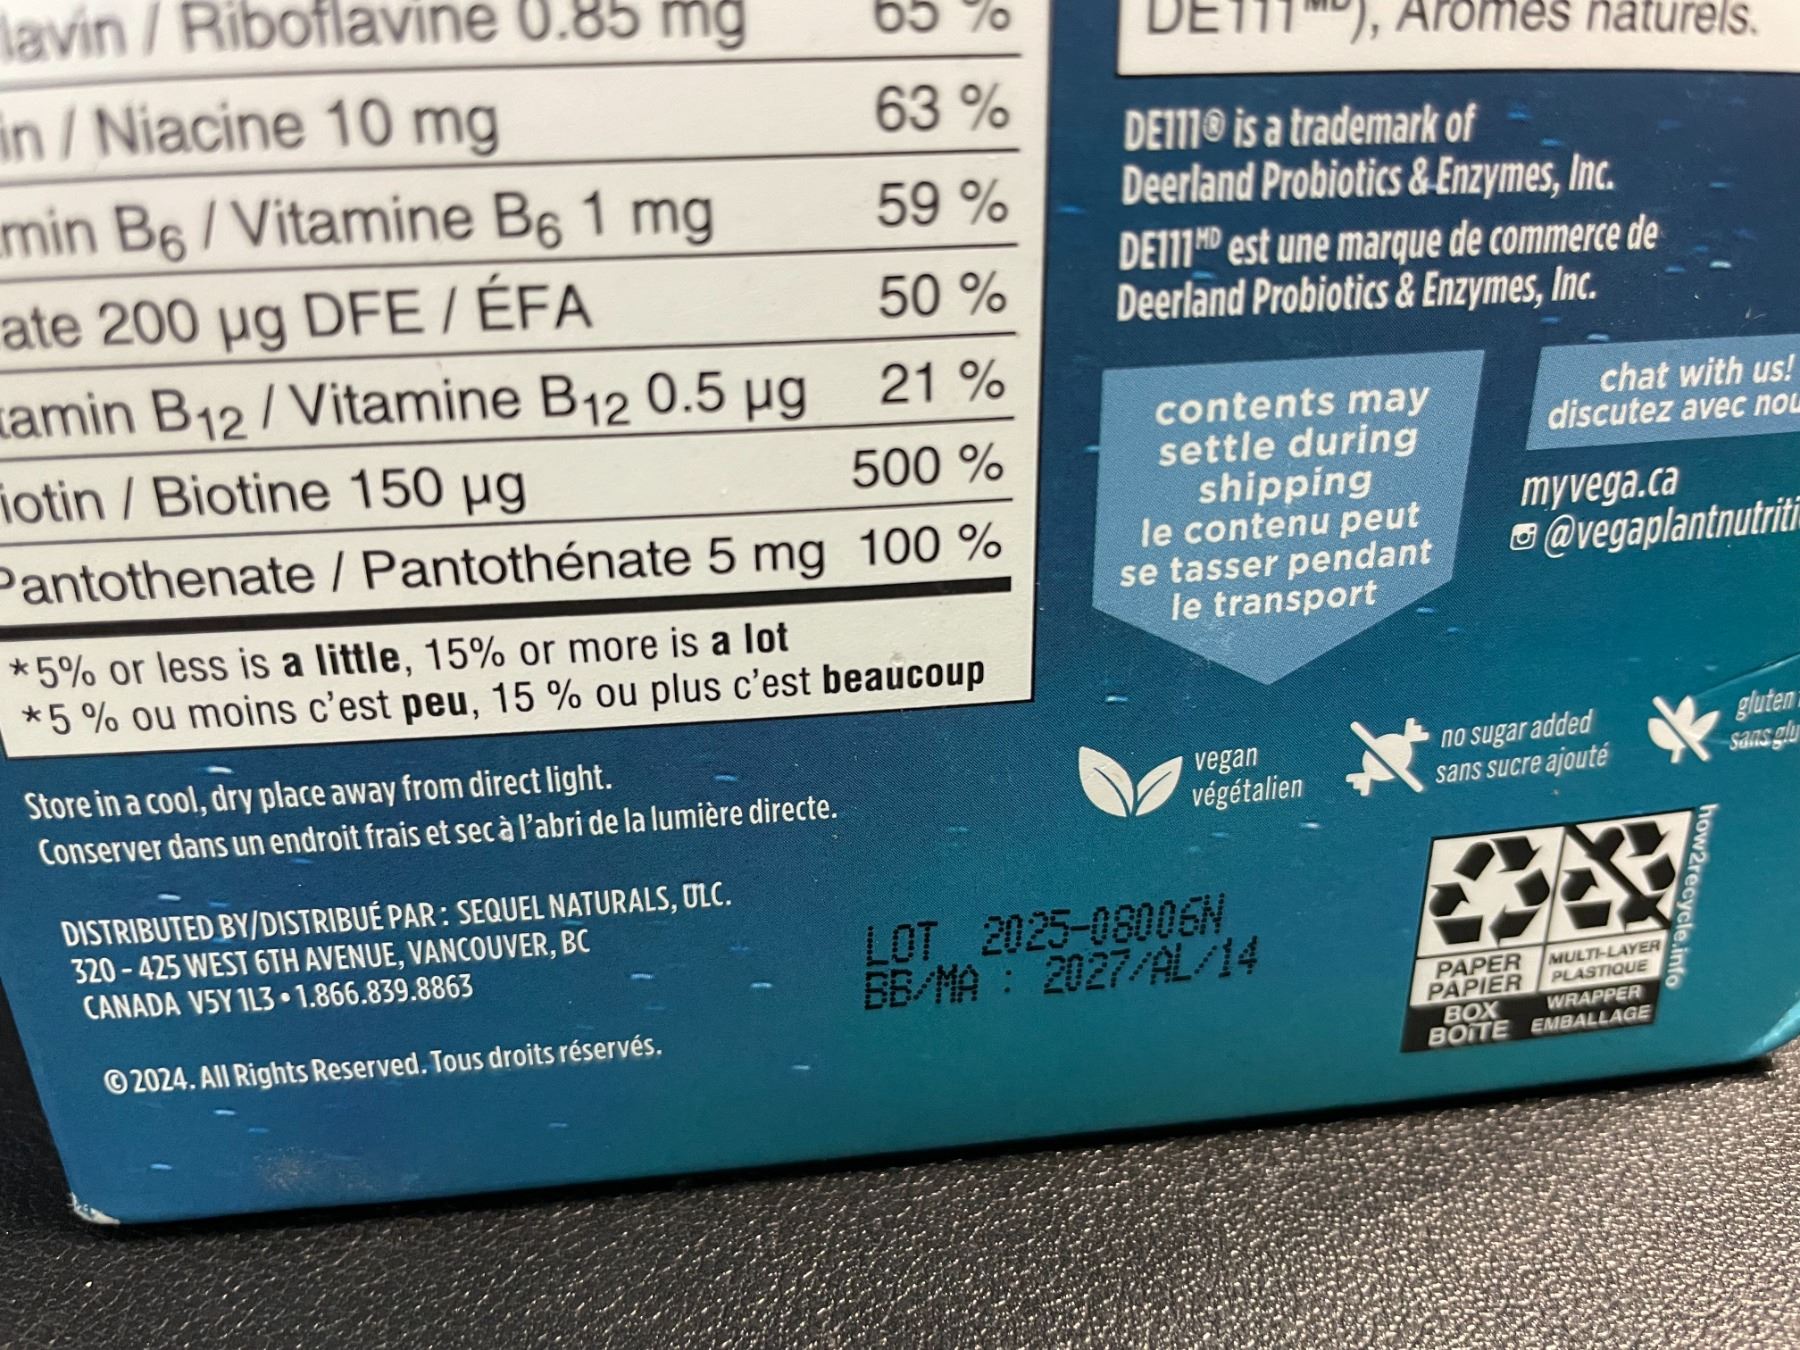 lavin / Riboflavine 0.85 mg 65 %
in / Niacine 10 mg 63 %
min B6 / Vitamine B6 1 mg 59 %
ate 200 µg DFE / ÉFA 50 %
tamin B12 / Vitamine B12 0.5 µg 21 %
iotin / Biotine 150 µg 500 %
Pantothenate / Pantothénate 5 mg 100 %
*5% or less is a little, 15% or more is a lot
*5 % ou moins c'est peu, 15 % ou plus c'est beaucoup
Store in a cool, dry place away from direct light.
Conserver dans un endroit frais et sec à l'abri de la lumière directe.
DISTRIBUTED BY/DISTRIBUÉ PAR : SEQUEL NATURALS, ULC.
320 - 425 WEST 6TH AVENUE, VANCOUVER, BC
CANADA V5Y 1L3 • 1.866.839.8863
©2024. All Rights Reserved. Tous droits réservés.
DE111MD), Arômes naturels.
DE111® is a trademark of
Deerland Probiotics & Enzymes, Inc.
DE111MD est une marque de commerce de
Deerland Probiotics & Enzymes, Inc.
contents may
settle during
shipping
le contenu peut
se tasser pendant
le transport
chat with us!
discutez avec nou
myvega.ca
@vegaplantnutriti
vegan
végétalien
no sugar added
sans sucre ajouté
gluten
sans glu
LOT 2025-08006N
BB/MA : 2027/AL/14
PAPER
PAPIER
BOX
BOÎTE
MULTI-LAYER
PLASTIQUE
WRAPPER
EMBALLAGE
how2recycle.info